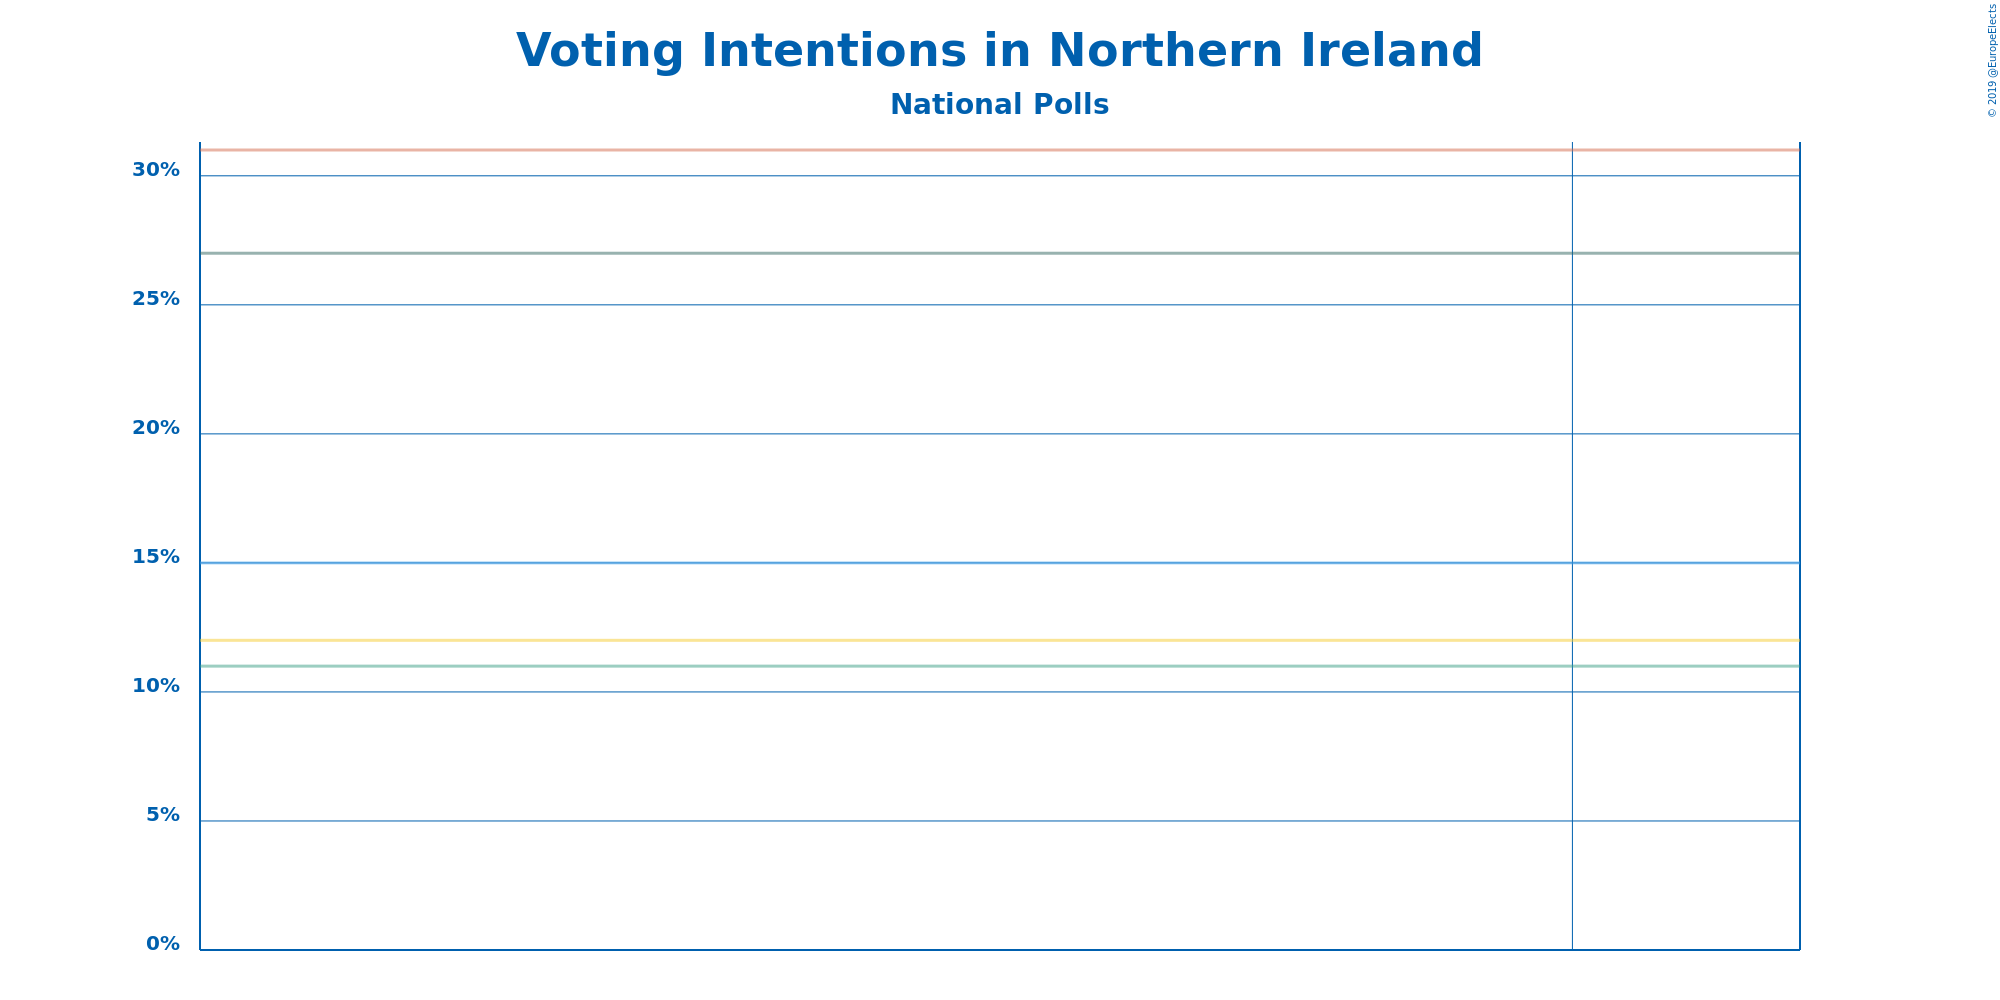 Voting Intentions in Northern Ireland
National Polls
© 2019 @EuropeElects
30%
25%
20%
15%
10%
5%
0%